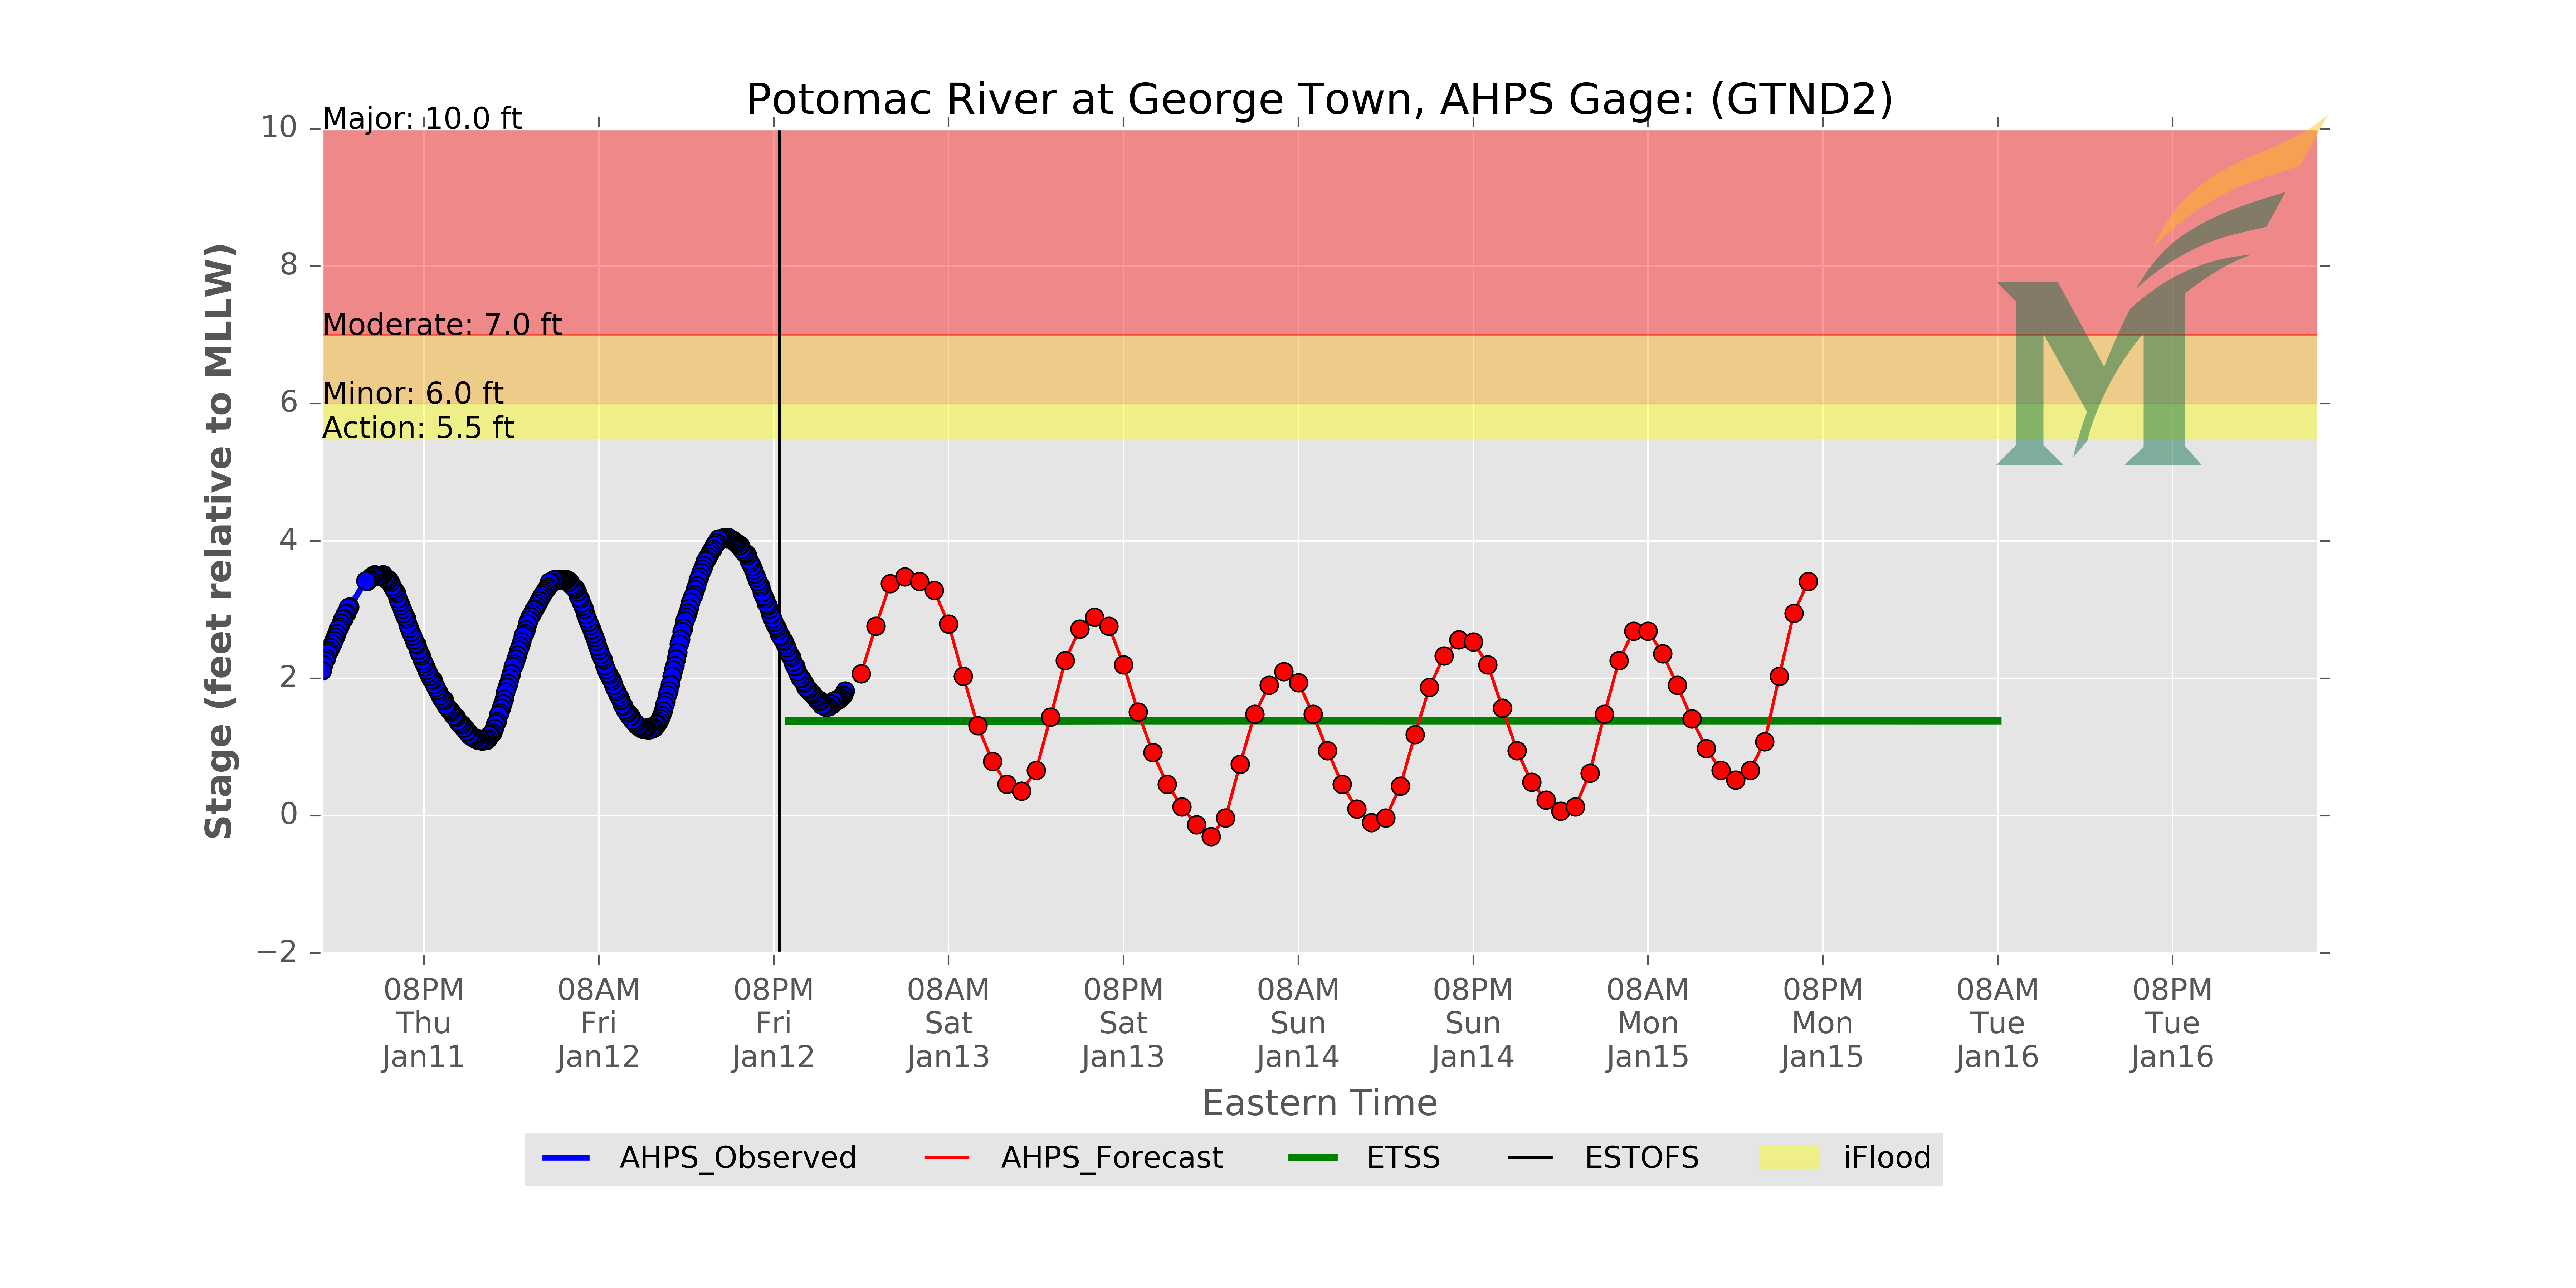 Potomac River at George Town, AHPS Gage: (GTND2)
Major: 10.0 ft
Moderate: 7.0 ft
Minor: 6.0 ft
Action: 5.5 ft
Stage (feet relative to MLLW)
10
8
6
4
2
0
−2
08PM Thu Jan11
08AM Fri Jan12
08PM Fri Jan12
08AM Sat Jan13
08PM Sat Jan13
08AM Sun Jan14
08PM Sun Jan14
08AM Mon Jan15
08PM Mon Jan15
08AM Tue Jan16
08PM Tue Jan16
Eastern Time
AHPS_Observed AHPS_Forecast ETSS ESTOFS iFlood
M